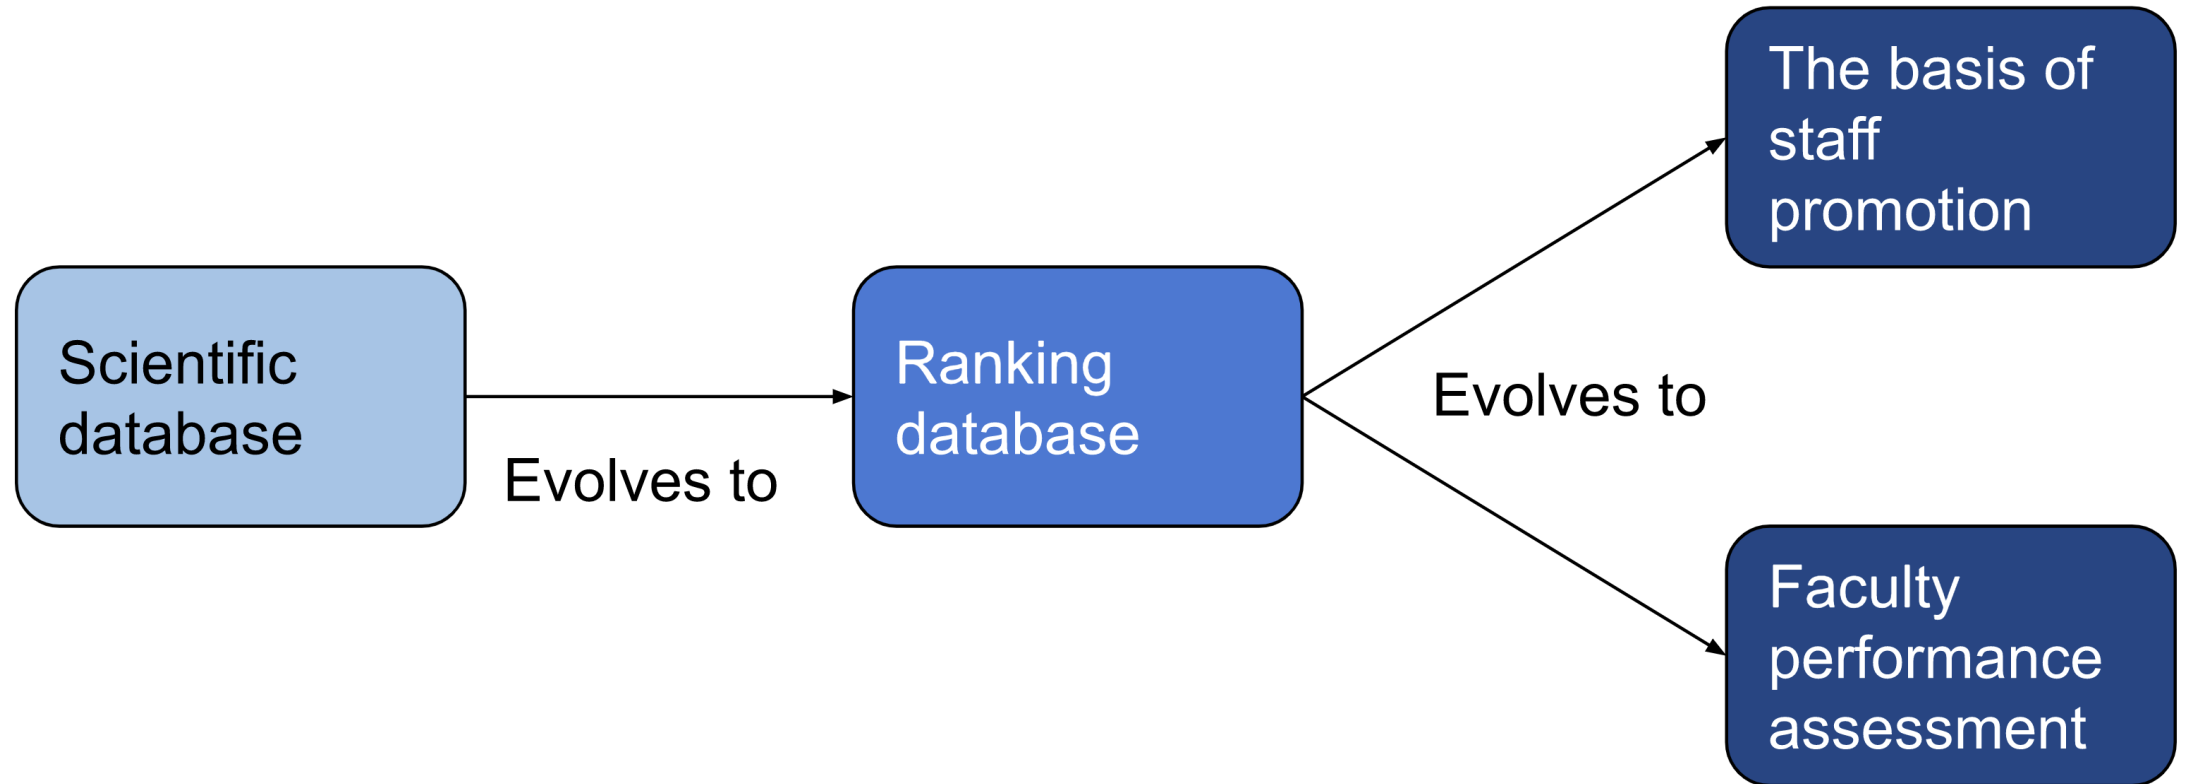 Scientific
database
Evolves to
Ranking
database
Evolves to
The basis of
staff
promotion
Faculty
performance
assessment